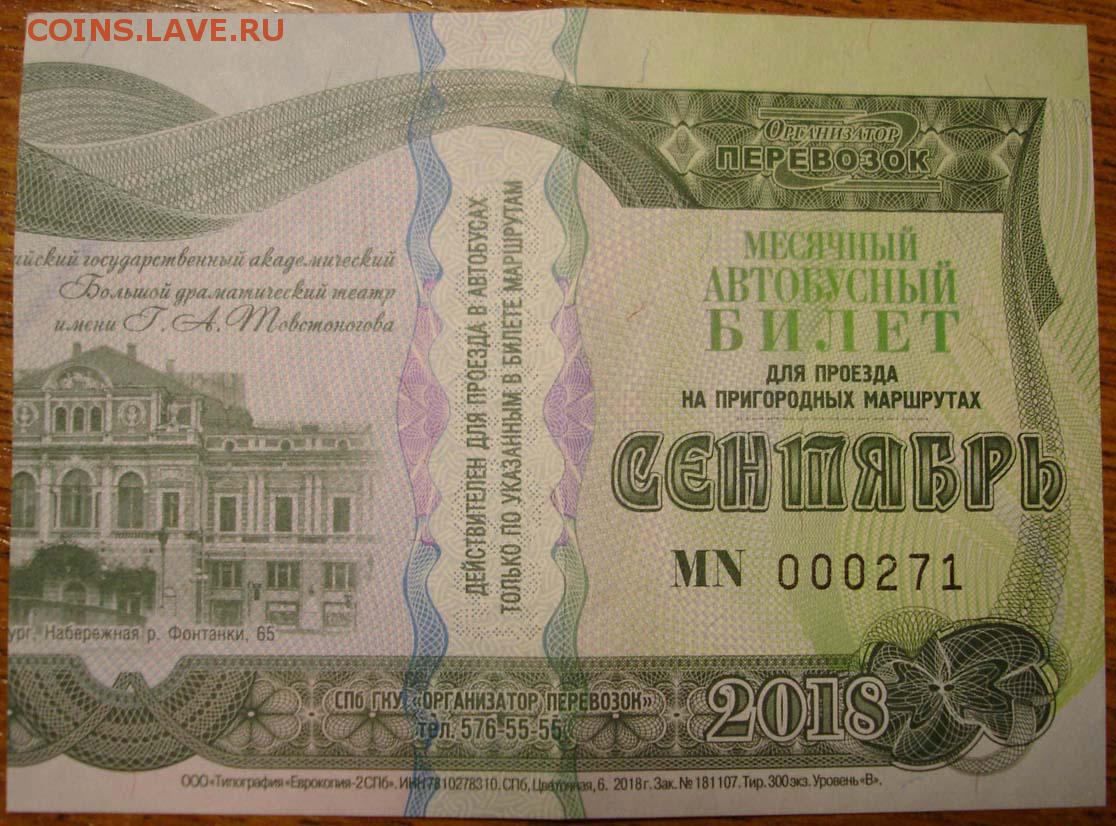 COINS.LAVE.RU
Организатор
ПЕРЕВОЗОК
государственный академический
Большой драматический театр
имени Г. А. Товстоногова
ДЕЙСТВИТЕЛЕН ДЛЯ ПРОЕЗДА В АВТОБУСАХ
ТОЛЬКО ПО УКАЗАННЫМ В БИЛЕТЕ МАРШРУТАМ
МЕСЯЧНЫЙ
АВТОБУСНЫЙ
БИЛЕТ
ДЛЯ ПРОЕЗДА
НА ПРИГОРОДНЫХ МАРШРУТАХ
СЕНТЯБРЬ
MN 000271
ург, Набережная р. Фонтанки, 65
СПб ГКУ «ОРГАНИЗАТОР ПЕРЕВОЗОК»
тел. 576-55-55
2018
ООО «Типография «Еврокопия-2СПб». ИНН 7810278310. СПб, Цветочная, 6. 2018 г. Зак. № 181107. Тир. 300 экз. Уровень «В».